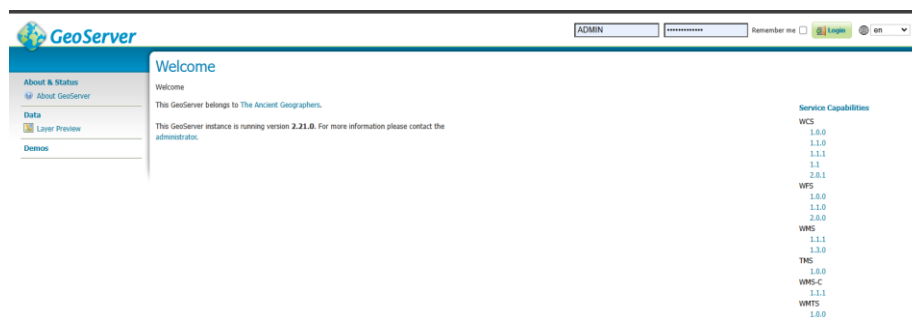 GeoServer
ADMIN
•••••••••••••
Remember me
Login
en
About & Status
About GeoServer
Data
Layer Preview
Demos
Welcome
Welcome
This GeoServer belongs to The Ancient Geographers.
This GeoServer instance is running version 2.21.0. For more information please contact the
administrator.
Service Capabilities
WCS
1.0.0
1.1.0
1.1.1
1.1
2.0.1
WFS
1.0.0
1.1.0
2.0.0
WMS
1.1.1
1.3.0
TMS
1.0.0
WMS-C
1.1.1
WMTS
1.0.0